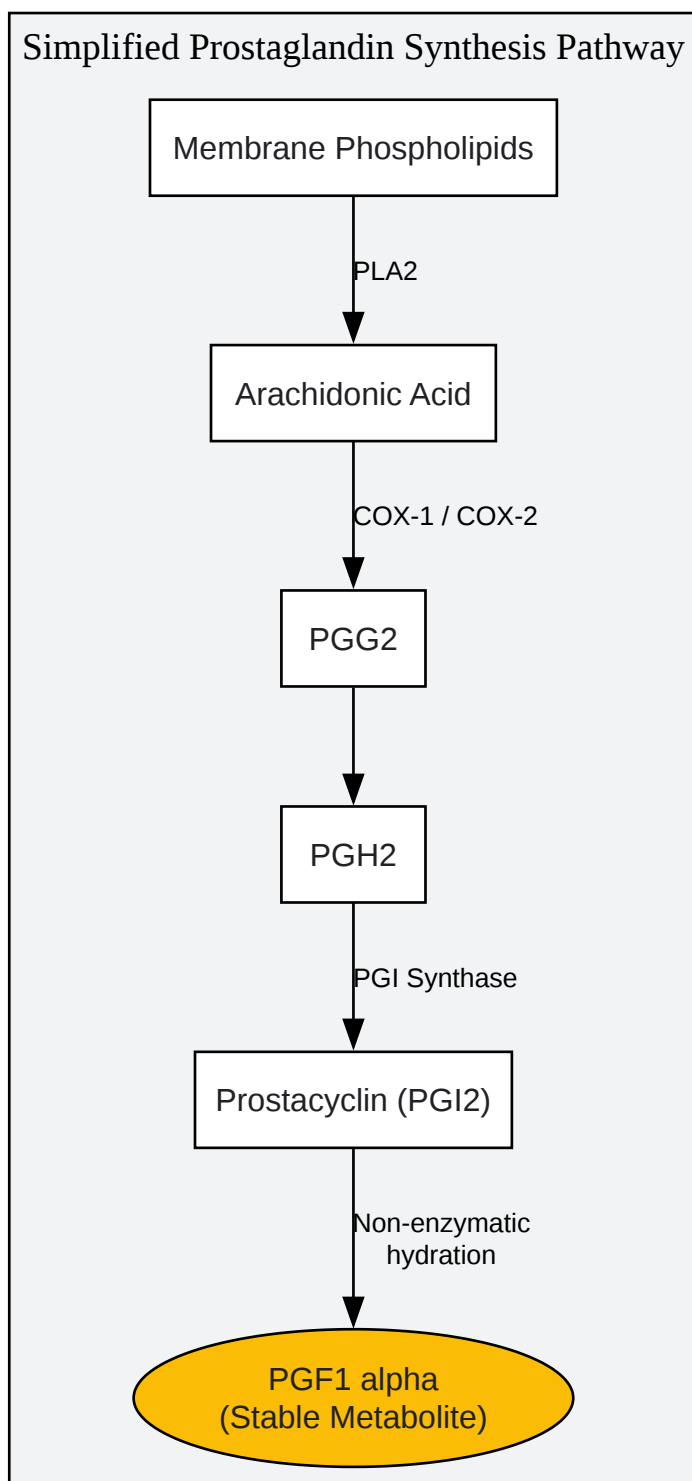 Simplified Prostaglandin Synthesis Pathway
Membrane Phospholipids
PLA2
Arachidonic Acid
COX-1 / COX-2
PGG2
PGH2
PGI Synthase
Prostacyclin (PGI2)
Non-enzymatic
hydration
PGF1 alpha
(Stable Metabolite)